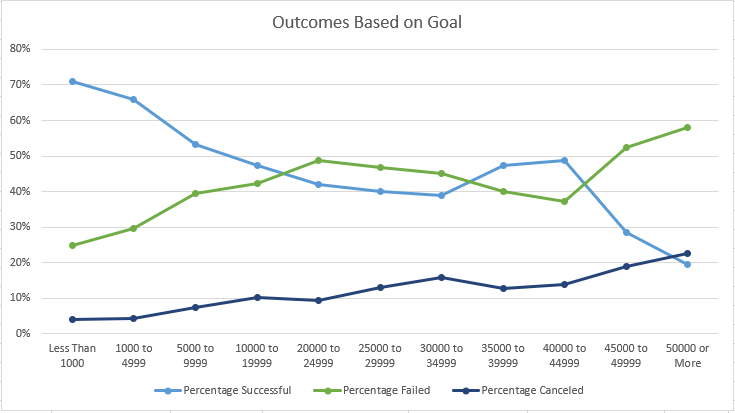 Outcomes Based on Goal
80%
70%
60%
50%
40%
30%
20%
10%
0%
Less Than 1000 to 5000 to 10000 to 20000 to 25000 to 30000 to 35000 to 40000 to 45000 to 50000 or
1000 4999 9999 19999 24999 29999 34999 39999 44999 49999 More
Percentage Successful Percentage Failed Percentage Canceled